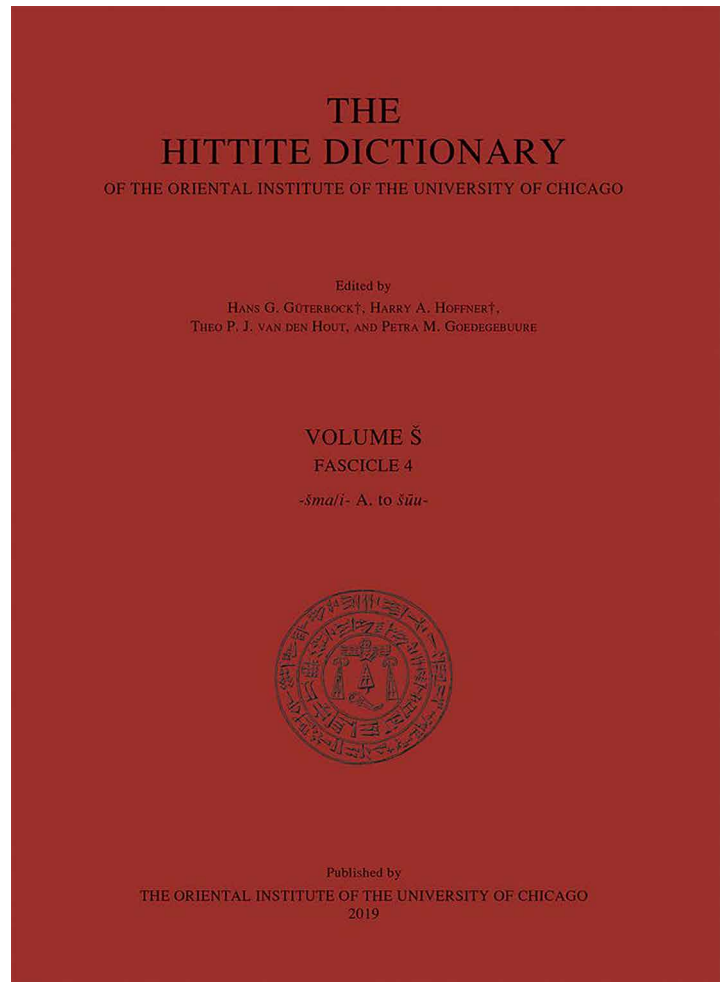 THE
HITTITE DICTIONARY
OF THE ORIENTAL INSTITUTE OF THE UNIVERSITY OF CHICAGO
Edited by
HANS G. GÜTERBOCK†, HARRY A. HOFFNER†,
THEO P. J. VAN DEN HOUT, AND PETRA M. GOEDEGEBUURE
VOLUME Š
FASCICLE 4
-šma/i- A. to šūu-
Published by
THE ORIENTAL INSTITUTE OF THE UNIVERSITY OF CHICAGO
2019